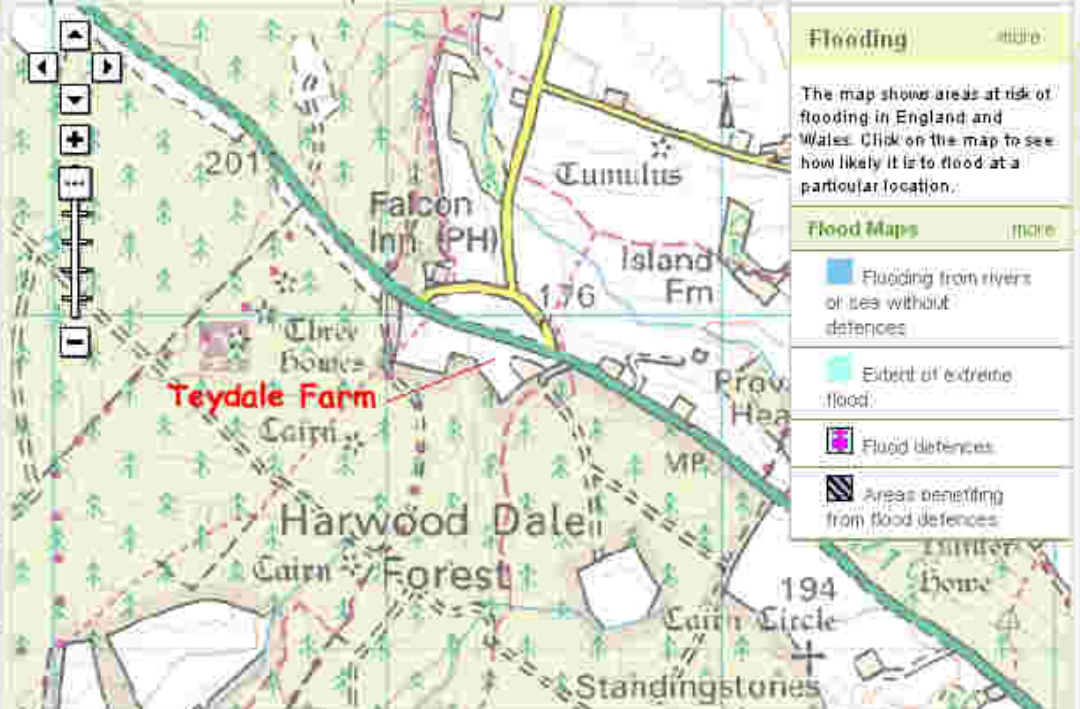 201
Tumulus
Falcon
Inn (PH)
Island
Fm
176
Three
Howes
Teydale Farm
Cairn
MP
Harwood Dale
Forest
Cairn
194
Cairn Circle
Howe
Standingstones
Flooding more
The map shows areas at risk of
flooding in England and
Wales. Click on the map to see
how likely it is to flood at a
particular location.
Flood Maps more
Flooding from rivers
or sea without
defences
Extent of extreme
flood
Flood defences
Areas benefiting
from flood defences